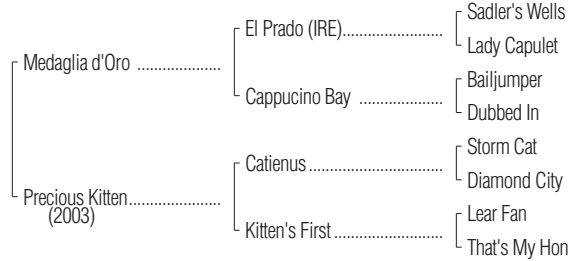 Sadler's Wells
El Prado (IRE)......................
Lady Capulet
Medaglia d'Oro ....................
Bailjumper
Cappucino Bay ....................
Dubbed In
Storm Cat
Catienus ................................
Diamond City
Precious Kitten......................
(2003)
Lear Fan
Kitten's First ..........................
That's My Hon